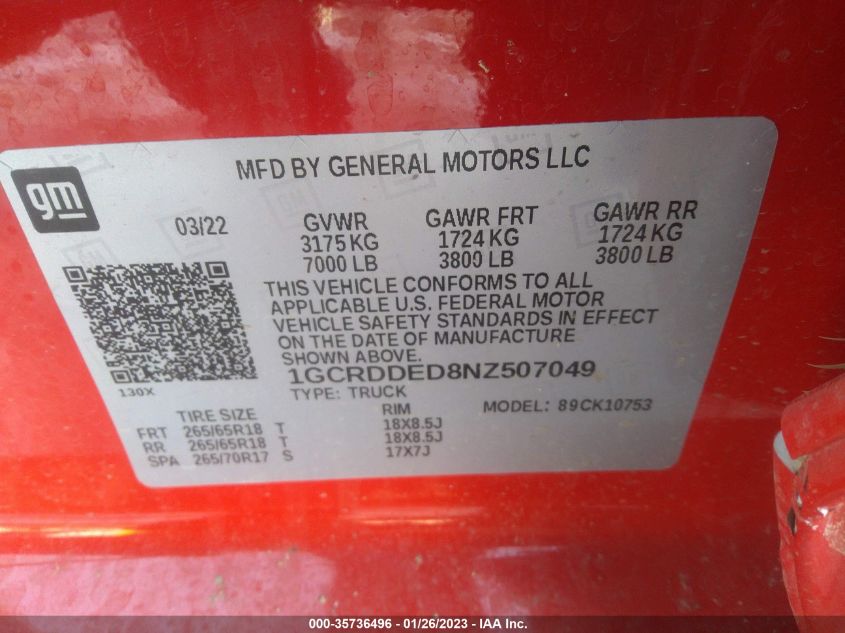 MFD BY GENERAL MOTORS LLC
gm
03/22 GVWR GAWR FRT GAWR RR
3175 KG 1724 KG 1724 KG
7000 LB 3800 LB 3800 LB
THIS VEHICLE CONFORMS TO ALL
APPLICABLE U.S. FEDERAL MOTOR
VEHICLE SAFETY STANDARDS IN EFFECT
ON THE DATE OF MANUFACTURE
SHOWN ABOVE.
1GCRDDED8NZ507049
130X
TYPE: TRUCK MODEL: 89CK10753
TIRE SIZE RIM
FRT 265/65R18 T 18X8.5J
RR 265/65R18 T 18X8.5J
SPA 265/70R17 S 17X7J
000-35736496 - 01/26/2023 - IAA Inc.